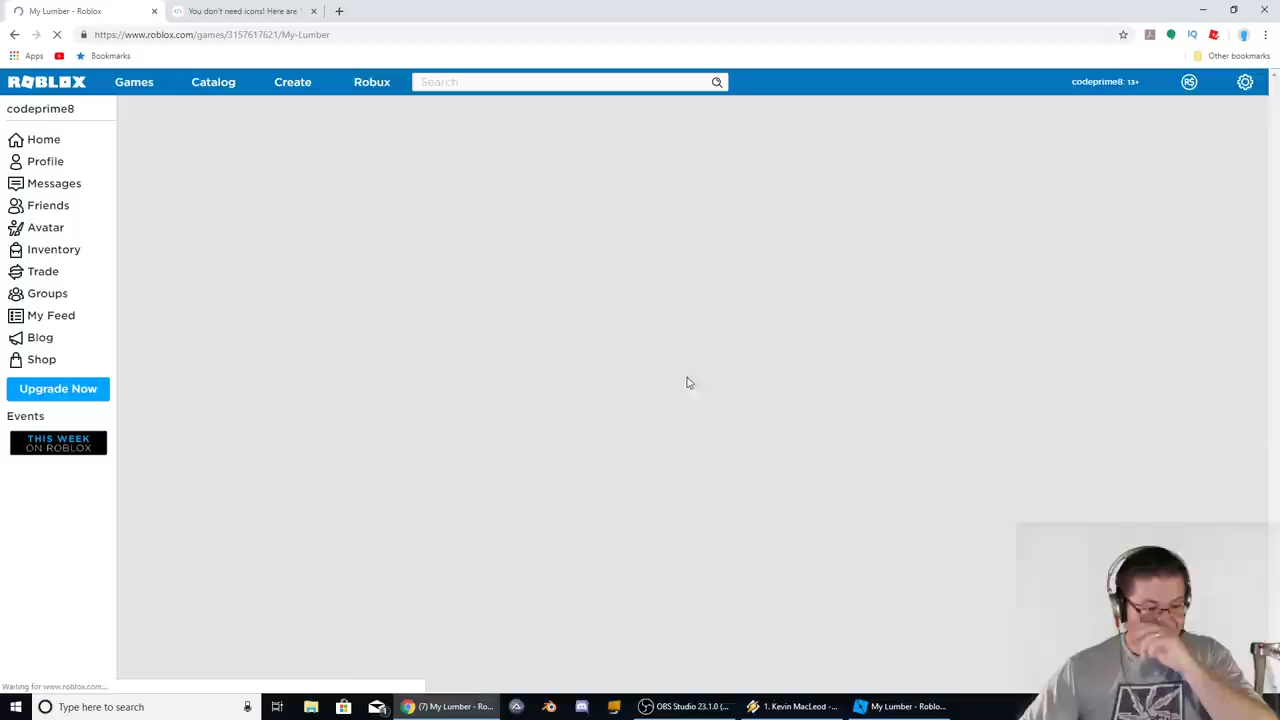 My Lumber - Roblox
You don't need icons! Here are
https://www.roblox.com/games/3157617621/My-Lumber
Apps
Bookmarks
Other bookmarks
ROBLOX
Games
Catalog
Create
Robux
Search
codeprime8: 13+
codeprime8
Home
Profile
Messages
Friends
Avatar
Inventory
Trade
Groups
My Feed
Blog
Shop
Upgrade Now
Events
THIS WEEK
ON ROBLOX
Waiting for www.roblox.com...
Type here to search
(7) My Lumber - Ro...
OBS Studio 23.1.0 (...
1. Kevin MacLeod -...
My Lumber - Roblo...